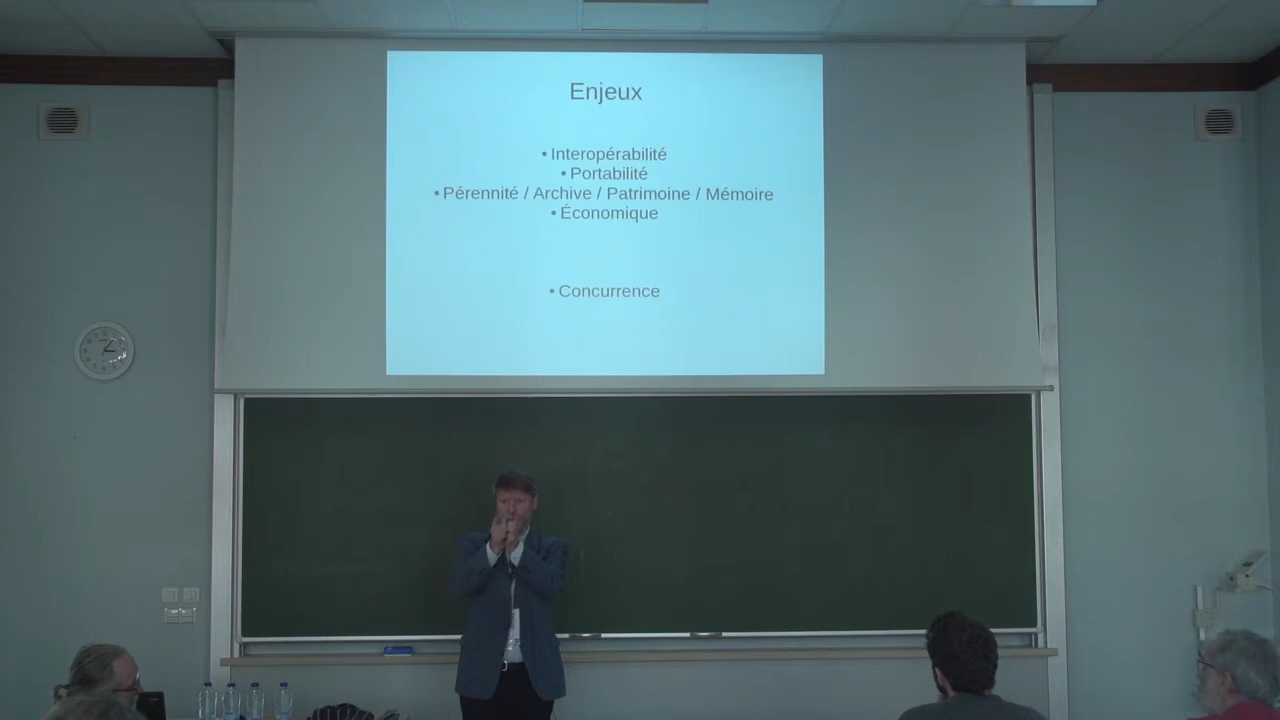 Enjeux
• Interopérabilité
• Portabilité
• Pérennité / Archive / Patrimoine / Mémoire
• Économique
• Concurrence